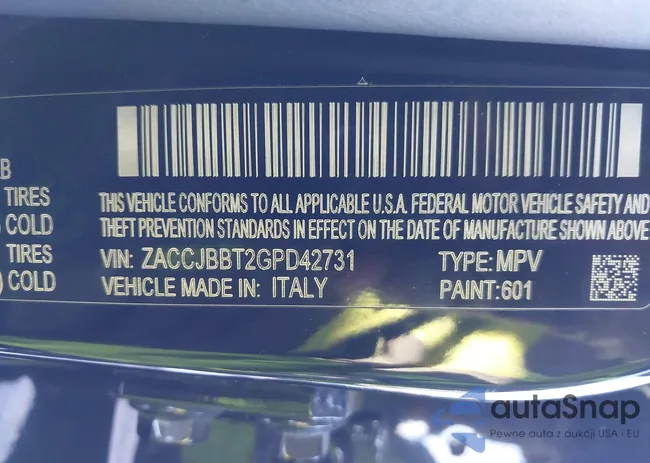 THIS VEHICLE CONFORMS TO ALL APPLICABLE U.S.A. FEDERAL MOTOR VEHICLE SAFETY AND
THEFT PREVENTION STANDARDS IN EFFECT ON THE DATE OF MANUFACTURE SHOWN ABOVE
VIN: ZACCJBBT2GPD42731 TYPE: MPV
VEHICLE MADE IN: ITALY PAINT:601
B
TIRES
COLD
TIRES
) COLD
autaSnap
Pewne auta z aukcji USA i EU